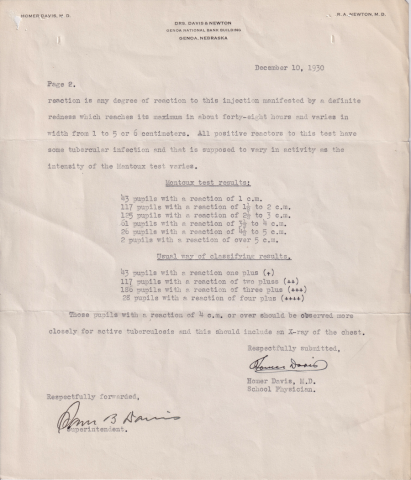 HOMER DAVIS, M. D.
R. A. NEWTON, M.D.
DRS. DAVIS & NEWTON
GENOA NATIONAL BANK BUILDING
GENOA, NEBRASKA
December 10, 1930
Page 2.
reaction is any degree of reaction to this injection manifested by a definite
redness which reaches its maximum in about forty-eight hours and varies in
width from 1 to 5 or 6 centimeters. All positive reactors to this test have
some tubercular infection and that is supposed to vary in activity as the
intensity of the Mantoux test varies.
Mantoux test results:
43 pupils with a reaction of 1 c.m.
117 pupils with a reaction of 1½ to 2 c.m.
125 pupils with a reaction of 2½ to 3 c.m.
61 pupils with a reaction of 3½ to 4 c.m.
26 pupils with a reaction of 4½ to 5 c.m.
2 pupils with a reaction of over 5 c.m.
Usual way of classifying results.
43 pupils with a reaction one plus (+)
117 pupils with a reaction of two pluss (++)
186 pupils with a reaction of three plus (+++)
28 pupils with a reaction of four plus (++++)
Those pupils with a reaction of 4 c.m. or over should be observed more
closely for active tuberculosis and this should include an X-ray of the chest.
Respectfully submitted,
Homer Davis
Homer Davis, M.D.
School Physician.
Respectfully forwarded,
B Davis
Superintendent.